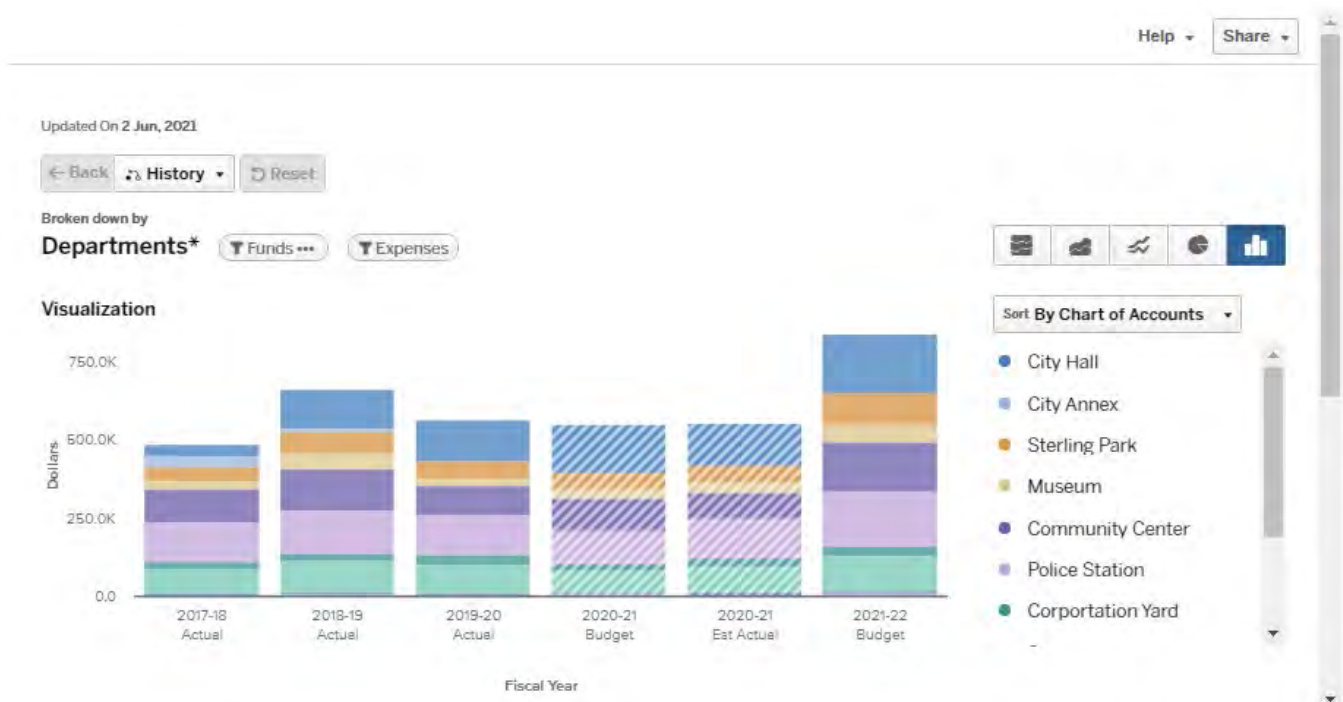 Help
Share
Updated On 2 Jun, 2021
Back
History
Reset
Broken down by
Departments*
Funds •••
Expenses
Visualization
Sort By Chart of Accounts
750.0K
500.0K
250.0K
0.0
Dollars
2017-18
Actual
2018-19
Actual
2019-20
Actual
2020-21
Budget
2020-21
Est Actual
2021-22
Budget
Fiscal Year
City Hall
City Annex
Sterling Park
Museum
Community Center
Police Station
Corportation Yard